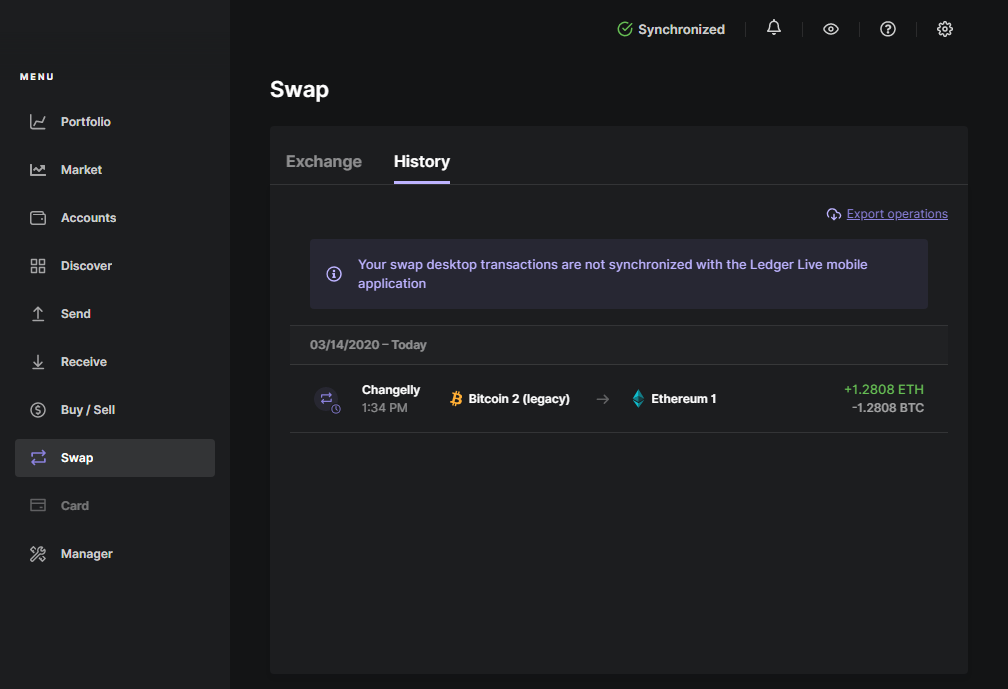 Synchronized
MENU
Portfolio
Market
Accounts
Discover
Send
Receive
Buy / Sell
Swap
Card
Manager
Swap
Exchange
History
Export operations
Your swap desktop transactions are not synchronized with the Ledger Live mobile
application
03/14/2020 – Today
Changelly
1:34 PM
Bitcoin 2 (legacy)
Ethereum 1
+1.2808 ETH
-1.2808 BTC